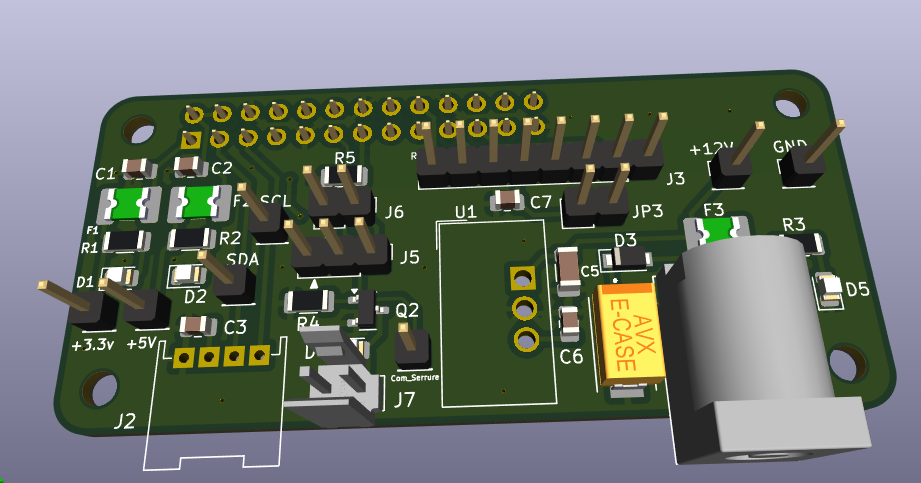 R5
C1
C2
R
+12V
GND
J3
F2
SCL
J6
U1
C7
JP3
F3
F1
R1
R2
R3
SDA
J5
D3
D1
D2
C5
D5
R4
Q2
AVX
E-CASE
+3.3v
+5V
C3
D
C6
Com_Serrure
J2
J7